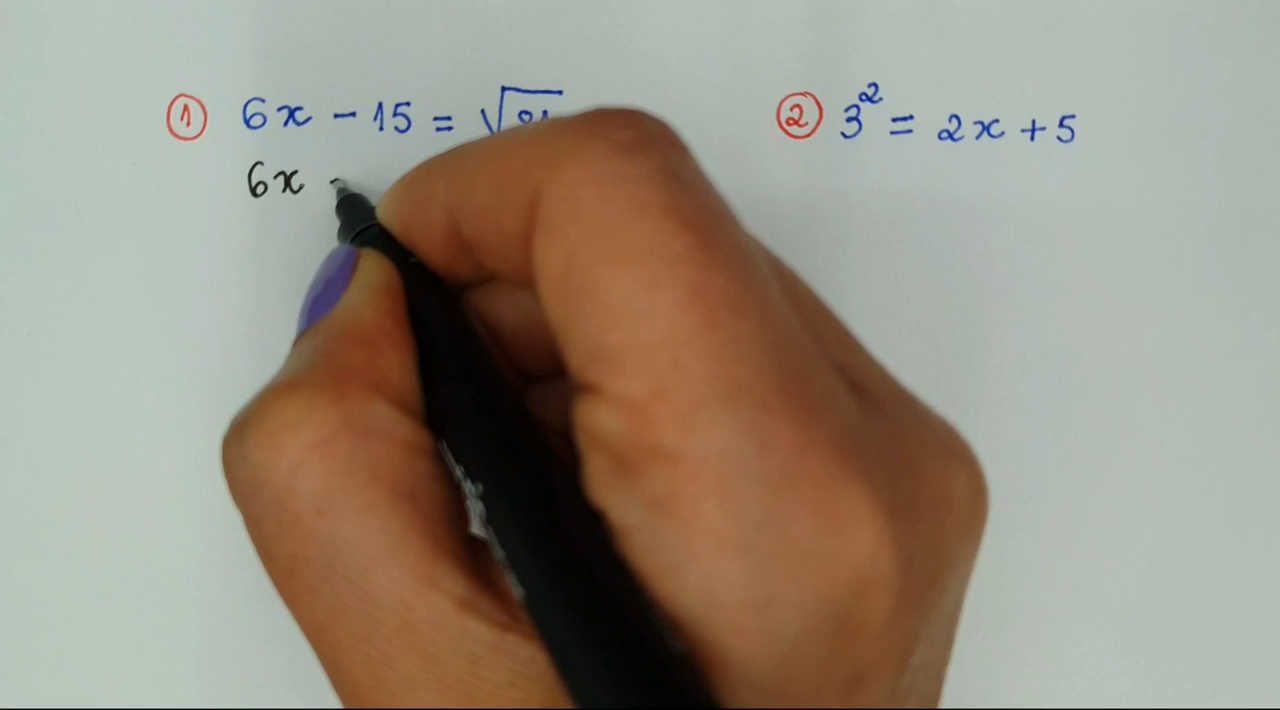 ① 6x - 15 =
② 3² = 2x + 5
6x